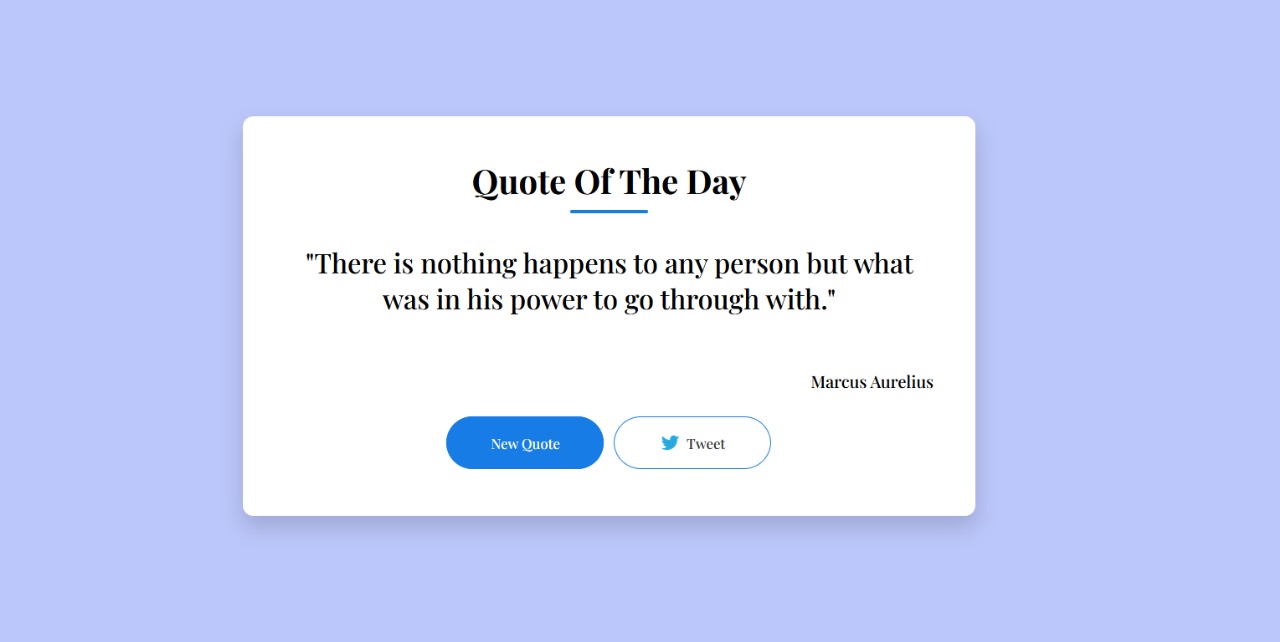 Quote Of The Day
"There is nothing happens to any person but what
was in his power to go through with."
Marcus Aurelius
New Quote
Tweet